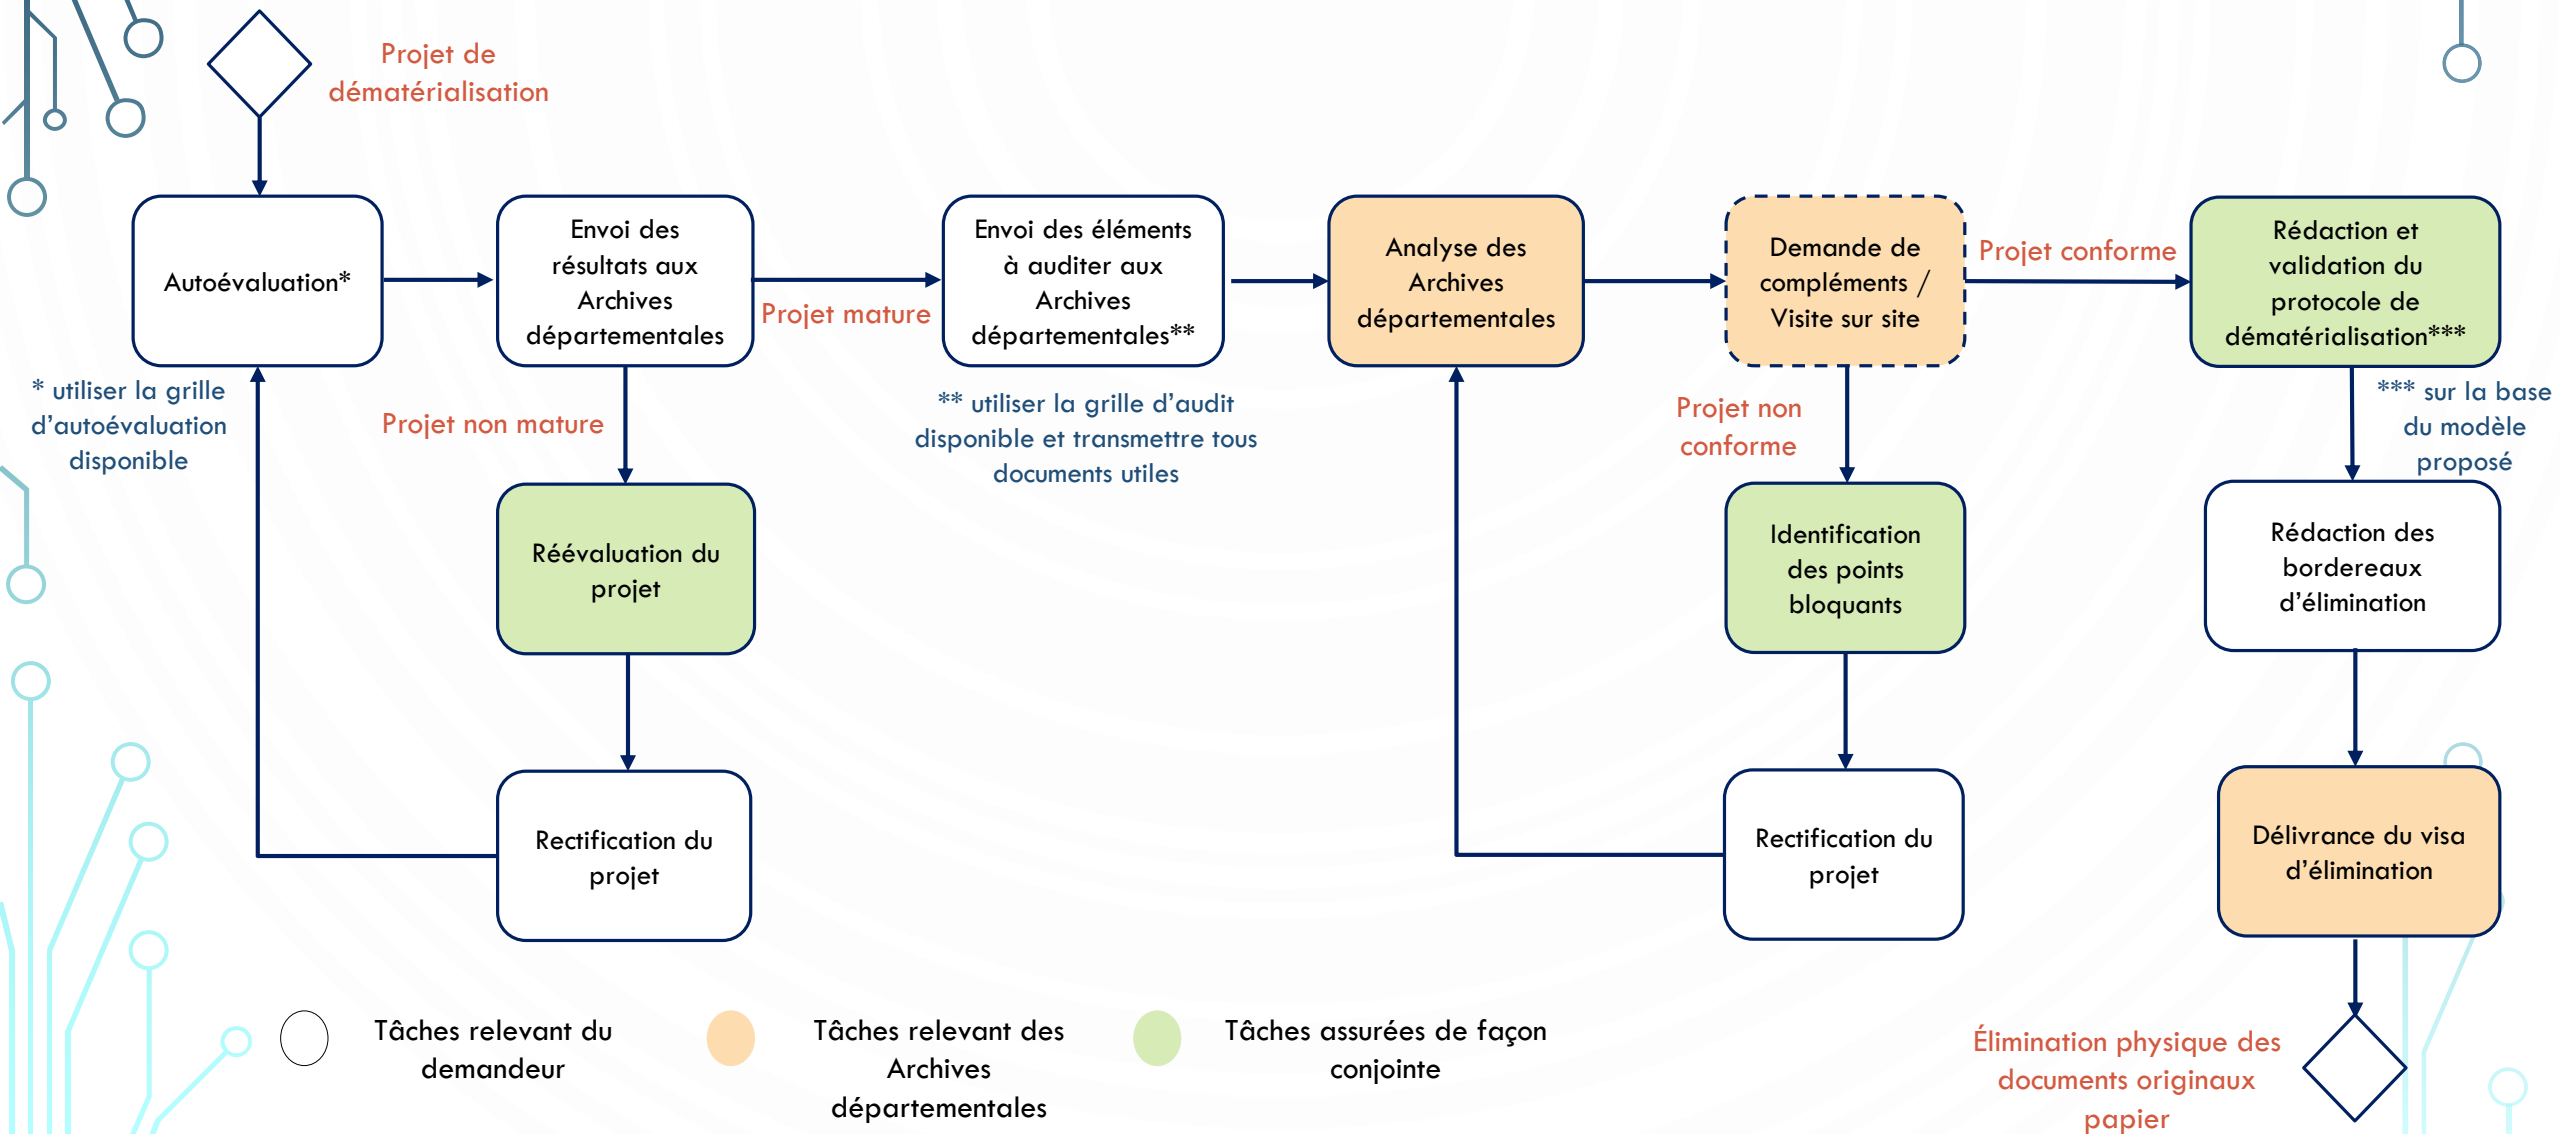 Projet de
dématérialisation
Autoévaluation*
* utiliser la grille
d’autoévaluation
disponible
Envoi des
résultats aux
Archives
départementales
Projet mature
Projet non mature
Réévaluation du
projet
Rectification du
projet
Envoi des éléments
à auditer aux
Archives
départementales**
** utiliser la grille d’audit
disponible et transmettre tous
documents utiles
Analyse des
Archives
départementales
Demande de
compléments /
Visite sur site
Projet conforme
Projet non
conforme
Identification
des points
bloquants
Rectification du
projet
Rédaction et
validation du
protocole de
dématérialisation***
*** sur la base
du modèle
proposé
Rédaction des
bordereaux
d’élimination
Délivrance du visa
d’élimination
Élimination physique des
documents originaux
papier
Tâches relevant du
demandeur
Tâches relevant des
Archives
départementales
Tâches assurées de façon
conjointe